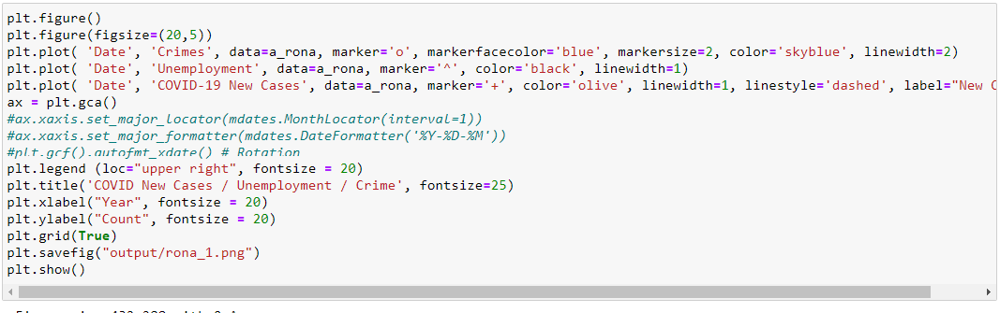 plt.figure()
plt.figure(figsize=(20,5))
plt.plot( 'Date', 'Crimes', data=a_rona, marker='o', markerfacecolor='blue', markersize=2, color='skyblue', linewidth=2)
plt.plot( 'Date', 'Unemployment', data=a_rona, marker='^', color='black', linewidth=1)
plt.plot( 'Date', 'COVID-19 New Cases', data=a_rona, marker='+', color='olive', linewidth=1, linestyle='dashed', label="New C
ax = plt.gca()
#ax.xaxis.set_major_locator(mdates.MonthLocator(interval=1))
#ax.xaxis.set_major_formatter(mdates.DateFormatter('%Y-%D-%M'))
#plt.gcf().autofmt_xdate() # Rotation
plt.legend (loc="upper right", fontsize = 20)
plt.title('COVID New Cases / Unemployment / Crime', fontsize=25)
plt.xlabel("Year", fontsize = 20)
plt.ylabel("Count", fontsize = 20)
plt.grid(True)
plt.savefig("output/rona_1.png")
plt.show()